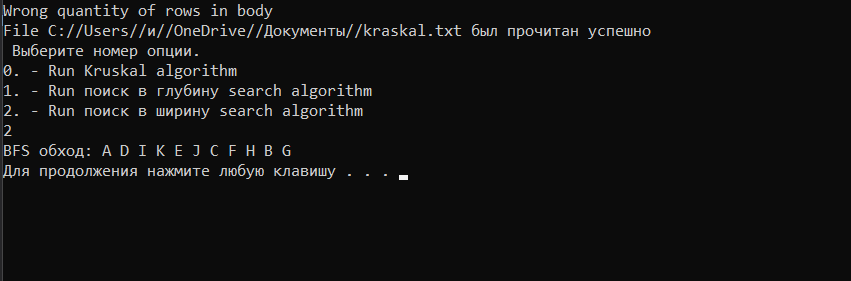 Wrong quantity of rows in body
File C://Users//и//OneDrive//Документы//kraskal.txt был прочитан успешно
Выберите номер опции.
0. - Run Kruskal algorithm
1. - Run поиск в глубину search algorithm
2. - Run поиск в ширину search algorithm
2
BFS обход: A D I K E J C F H B G
Для продолжения нажмите любую клавишу . . .